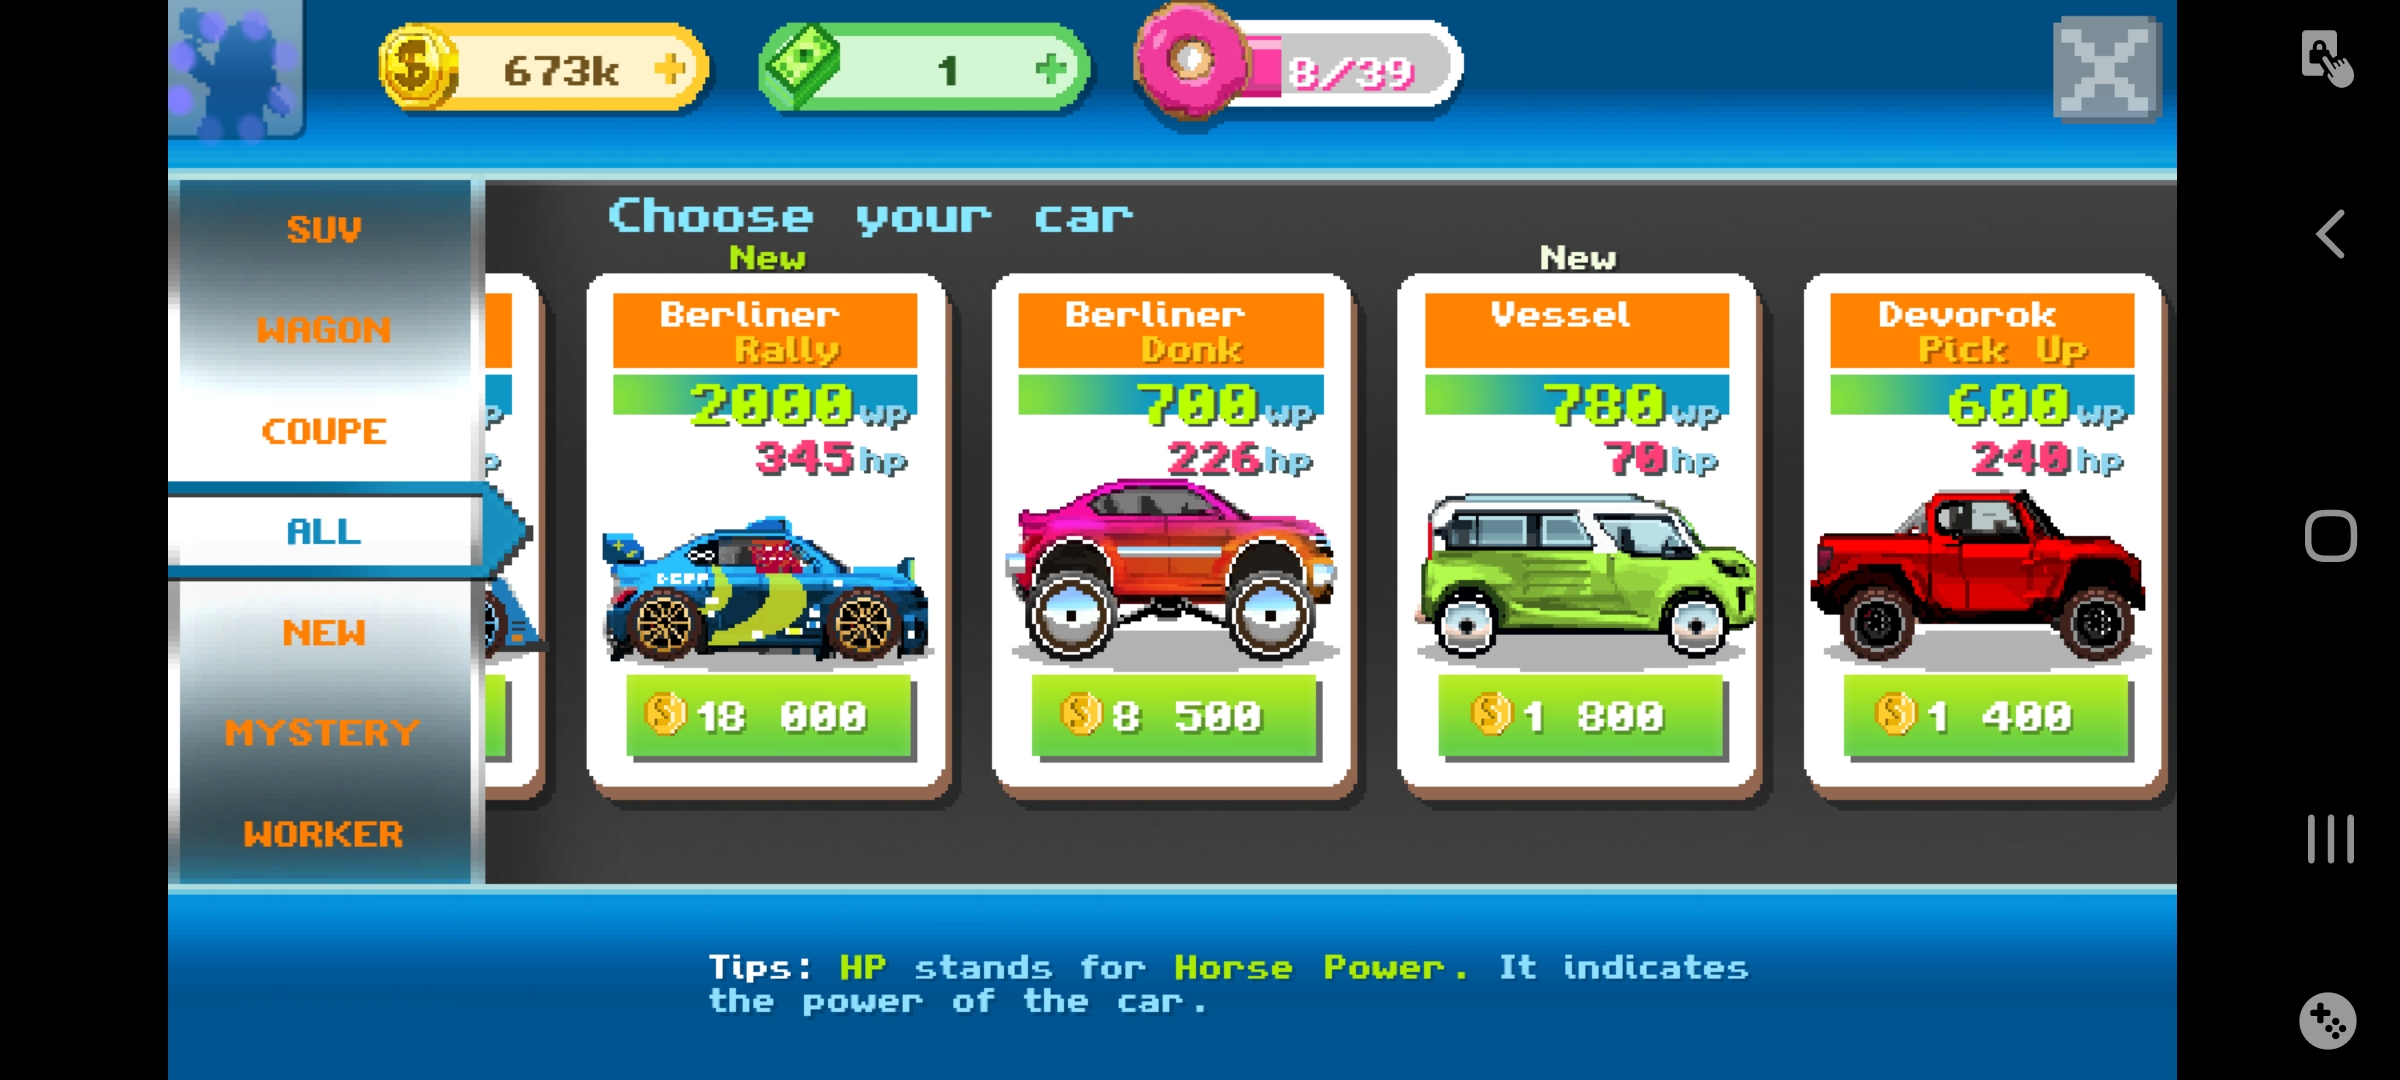 673k
1
8/39
SUV
WAGON
COUPE
ALL
NEW
MYSTERY
WORKER
Choose your car
New
Berliner
Rally
2000wp
345hp
18 000
Berliner
Donk
700wp
226hp
8 500
New
Vessel
780wp
70hp
1 800
Devorok
Pick Up
600wp
240hp
1 400
Tips: HP stands for Horse Power. It indicates
the power of the car.